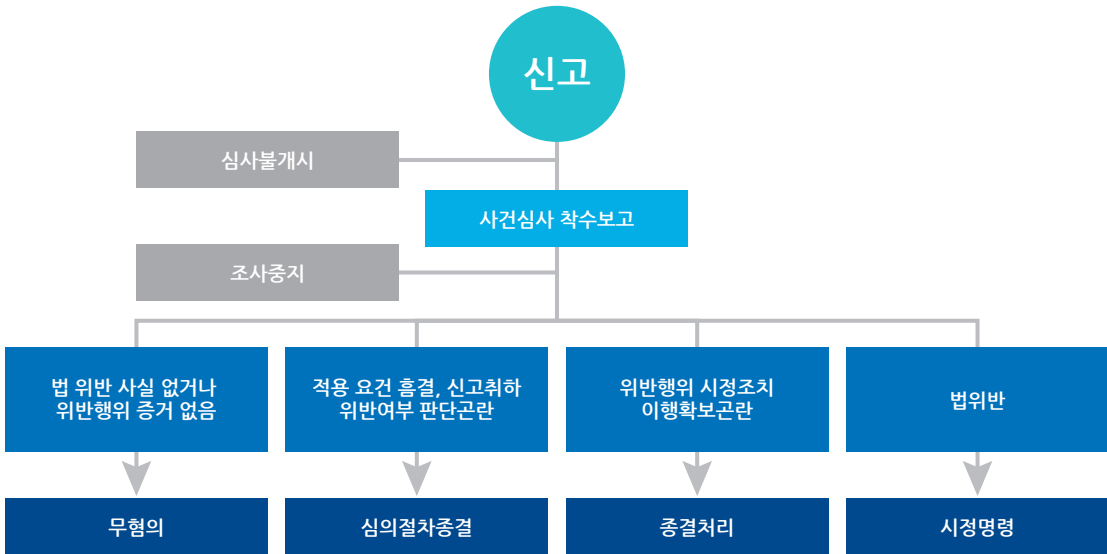 신고
심사불개시
사건심사 착수보고
조사중지
법 위반 사실 없거나
위반행위 증거 없음
적용 요건 흠결, 신고취하
위반여부 판단곤란
위반행위 시정조치
이행확보곤란
법위반
무혐의
심의절차종결
종결처리
시정명령